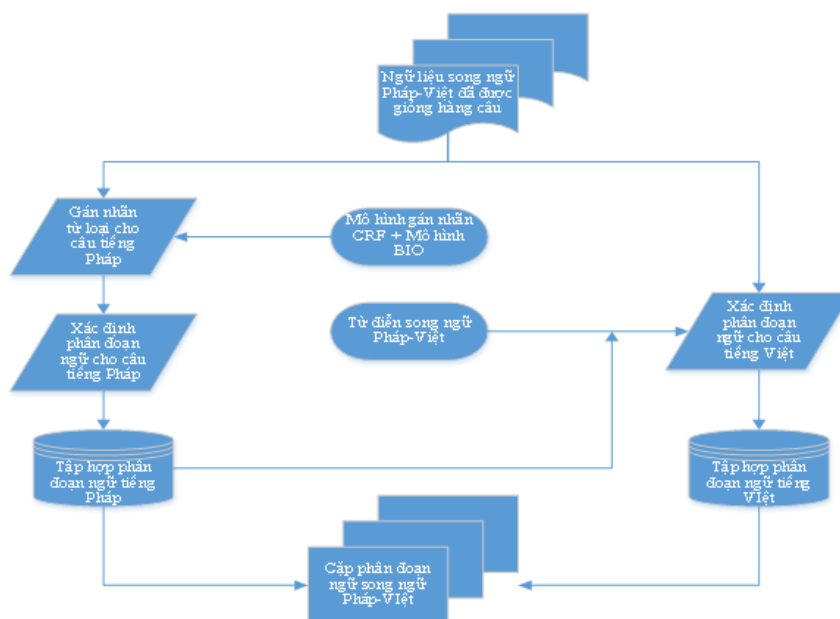 Ngữ liệu song ngữ
Pháp-Việt đã được
gióng hàng câu
Gán nhãn
từ loại cho
câu tiếng
Pháp
Mô hình gán nhãn
CRF + Mô hình
BIO
Xác định
phân đoạn
ngữ cho câu
tiếng Pháp
Từ điển song ngữ
Pháp-Việt
Xác định
phân đoạn
ngữ cho câu
tiếng Việt
Tập hợp phân
đoạn ngữ tiếng
Pháp
Tập hợp phân
đoạn ngữ tiếng
VIệt
Cặp phân đoạn
ngữ song ngữ
Pháp-VIệt